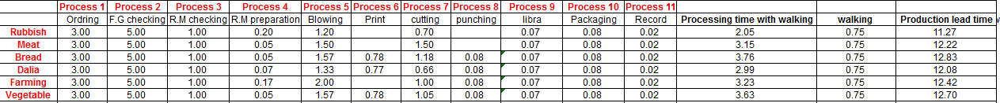 Process 1 Process 2 Process 3 Process 4 Process 5 Process 6 Process 7 Process 8 Process 9 Process 10 Process 11
Ordring F.G checking R.M checking R.M preparation Blowing Print cutting punching libra Packaging Record Processing time with walking walking Production lead time w
Rubbish 3.00 5.00 1.00 0.20 1.20 0.70 0.07 0.08 0.02 2.05 0.75 11.27
Meat 3.00 5.00 1.00 0.05 1.50 1.50 0.07 0.08 0.02 3.15 0.75 12.22
Bread 3.00 5.00 1.00 0.05 1.57 0.78 1.18 0.08 0.07 0.08 0.02 3.76 0.75 12.83
Dalia 3.00 5.00 1.00 0.07 1.33 0.77 0.66 0.08 0.07 0.08 0.02 2.99 0.75 12.08
Farming 3.00 5.00 1.00 0.17 2.00 1.00 0.08 0.07 0.08 0.02 3.23 0.75 12.42
Vegetable 3.00 5.00 1.00 0.05 1.57 0.78 1.05 0.08 0.07 0.08 0.02 3.63 0.75 12.70